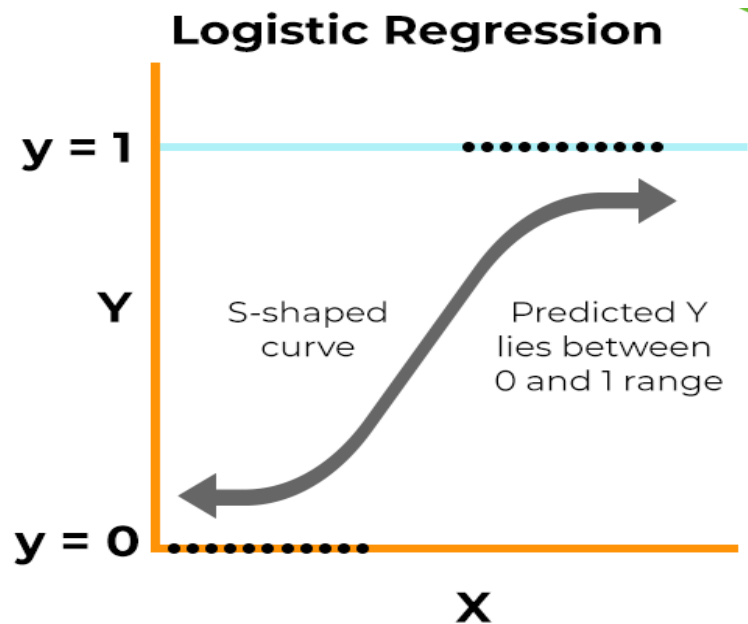 Logistic Regression
y = 1
Y
S-shaped
curve
Predicted Y
lies between
0 and 1 range
y = 0
X